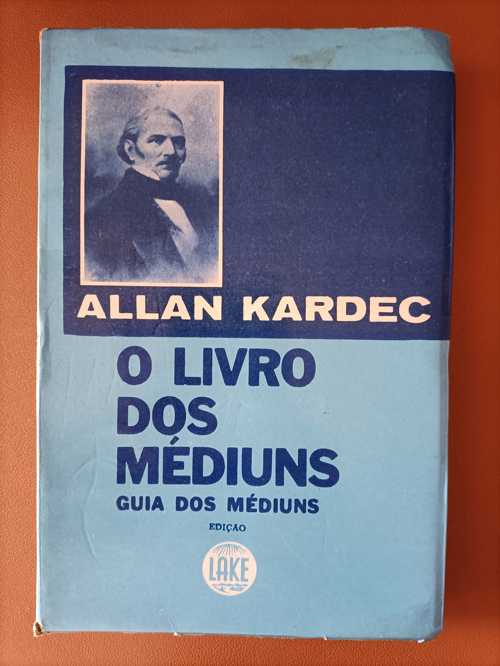 ALLAN KARDEC
O LIVRO
DOS
MÉDIUNS
GUIA DOS MÉDIUNS
EDIÇÃO
LAKE